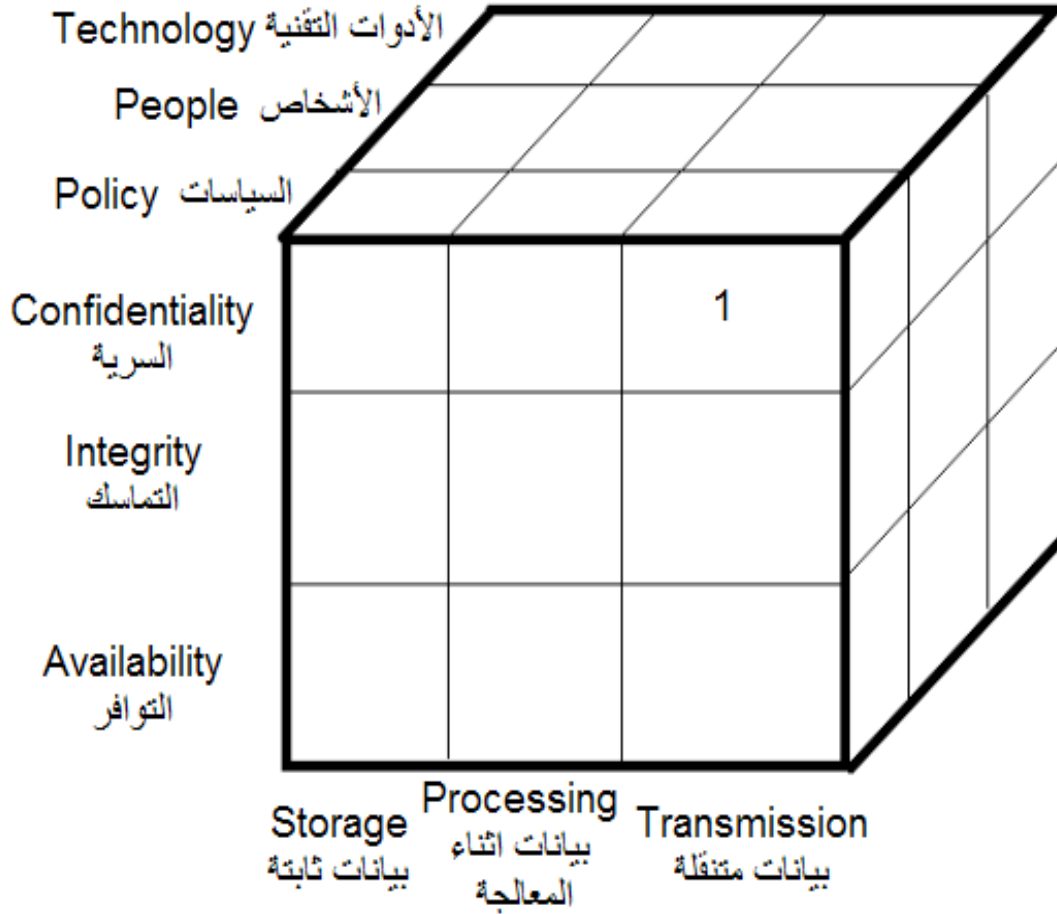 Technology الأدوات التقنية
People الأشخاص
Policy السياسات
Confidentiality
السرية
1
Integrity
التماسك
Availability
التوافر
Storage
بيانات ثابتة
Processing
بيانات اثناء
المعالجة
Transmission
بيانات متنقلة